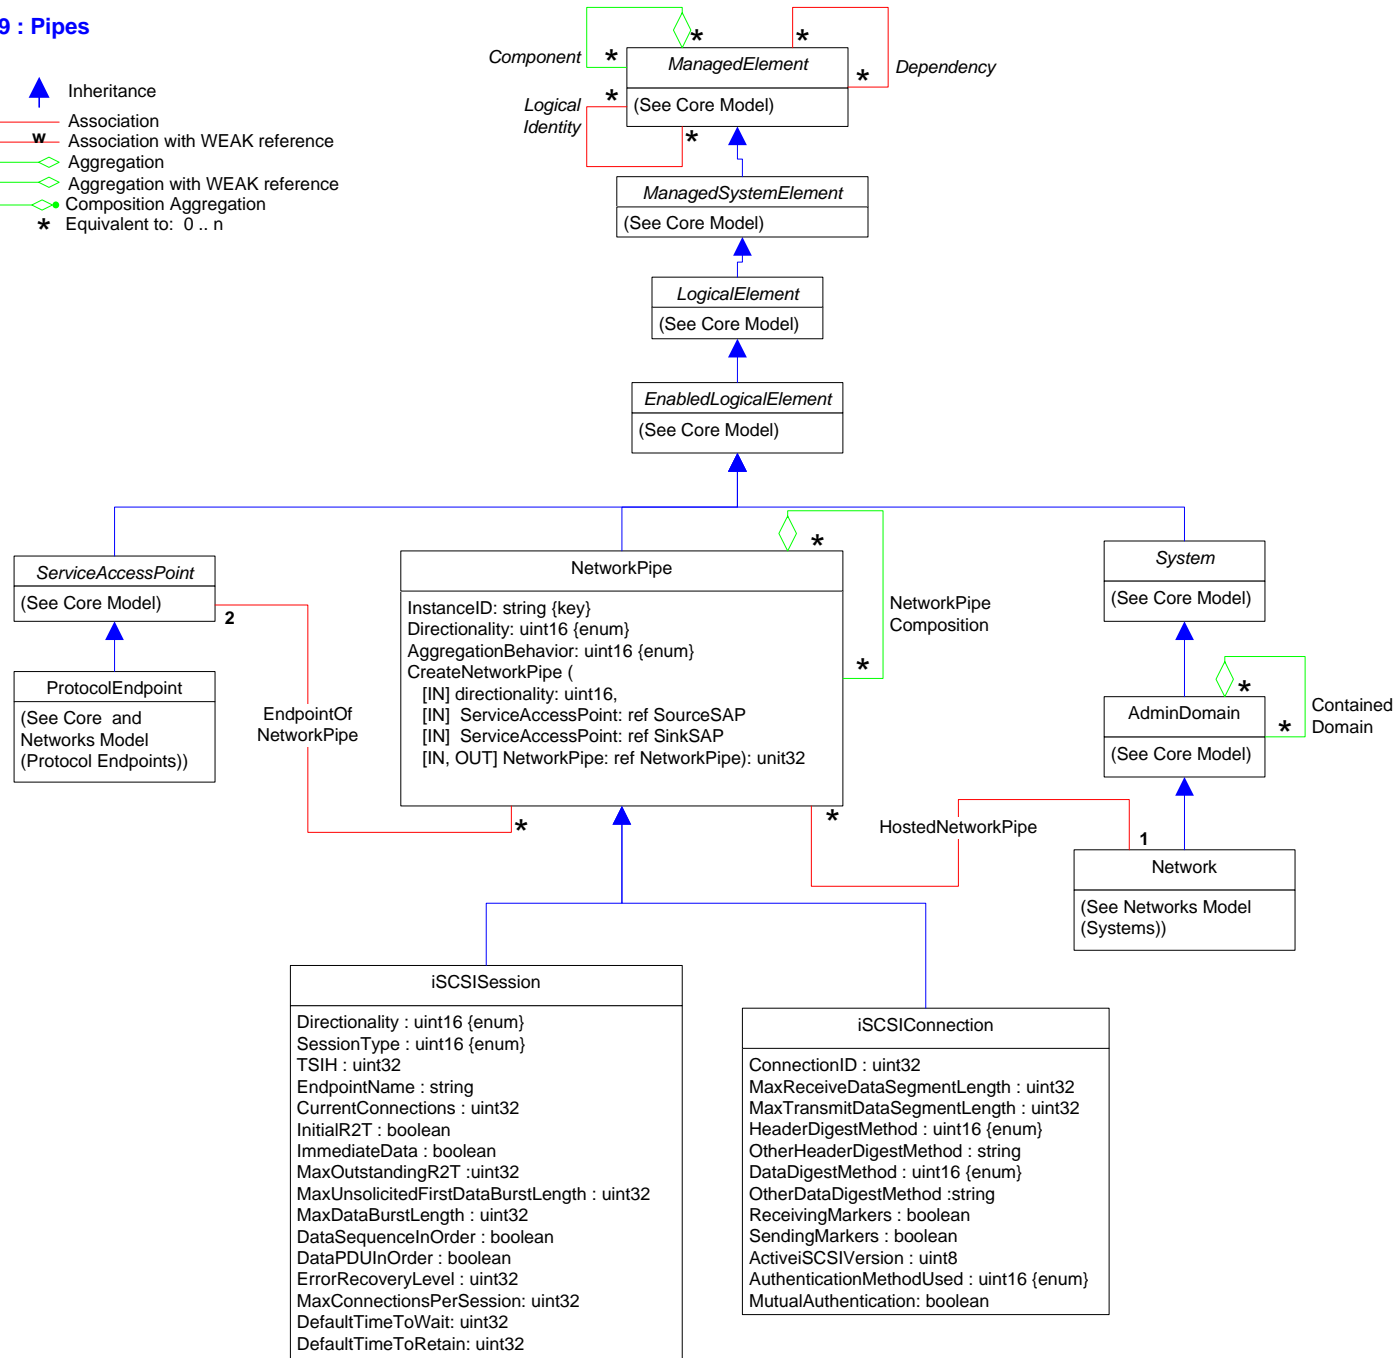 9 : Pipes
Inheritance
Association
w
Association with WEAK reference
Aggregation
Aggregation with WEAK reference
Composition Aggregation
* Equivalent to: 0 .. n
Component
*
*
*
*
Dependency
Logical
Identity
*
*
ManagedElement
(See Core Model)
ManagedSystemElement
(See Core Model)
LogicalElement
(See Core Model)
EnabledLogicalElement
(See Core Model)
ServiceAccessPoint
(See Core Model)
2
ProtocolEndpoint
(See Core and
Networks Model
(Protocol Endpoints))
EndpointOf
NetworkPipe
*
NetworkPipe
InstanceID: string {key}
Directionality: uint16 {enum}
AggregationBehavior: uint16 {enum}
CreateNetworkPipe (
[IN] directionality: uint16,
[IN] ServiceAccessPoint: ref SourceSAP
[IN] ServiceAccessPoint: ref SinkSAP
[IN, OUT] NetworkPipe: ref NetworkPipe): unit32
*
*
NetworkPipe
Composition
System
(See Core Model)
AdminDomain
(See Core Model)
*
*
Contained
Domain
*
HostedNetworkPipe
1
Network
(See Networks Model
(Systems))
iSCSISession
Directionality : uint16 {enum}
SessionType : uint16 {enum}
TSIH : uint32
EndpointName : string
CurrentConnections : uint32
InitialR2T : boolean
ImmediateData : boolean
MaxOutstandingR2T :uint32
MaxUnsolicitedFirstDataBurstLength : uint32
MaxDataBurstLength : uint32
DataSequenceInOrder : boolean
DataPDUInOrder : boolean
ErrorRecoveryLevel : uint32
MaxConnectionsPerSession: uint32
DefaultTimeToWait: uint32
DefaultTimeToRetain: uint32
iSCSIConnection
ConnectionID : uint32
MaxReceiveDataSegmentLength : uint32
MaxTransmitDataSegmentLength : uint32
HeaderDigestMethod : uint16 {enum}
OtherHeaderDigestMethod : string
DataDigestMethod : uint16 {enum}
OtherDataDigestMethod :string
ReceivingMarkers : boolean
SendingMarkers : boolean
ActiveiSCSIVersion : uint8
AuthenticationMethodUsed : uint16 {enum}
MutualAuthentication: boolean